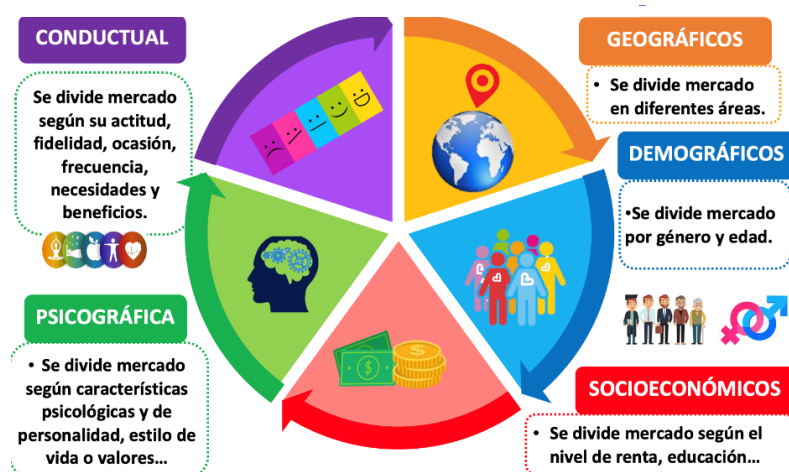 CONDUCTUAL
Se divide mercado
según su actitud,
fidelidad, ocasión,
frecuencia,
necesidades y
beneficios.
GEOGRÁFICOS
• Se divide mercado
en diferentes áreas.
DEMOGRÁFICOS
•Se divide mercado
por género y edad.
PSICOGRÁFICA
• Se divide mercado
según características
psicológicas y de
personalidad, estilo de
vida o valores...
SOCIOECONÓMICOS
• Se divide mercado según el
nivel de renta, educación...